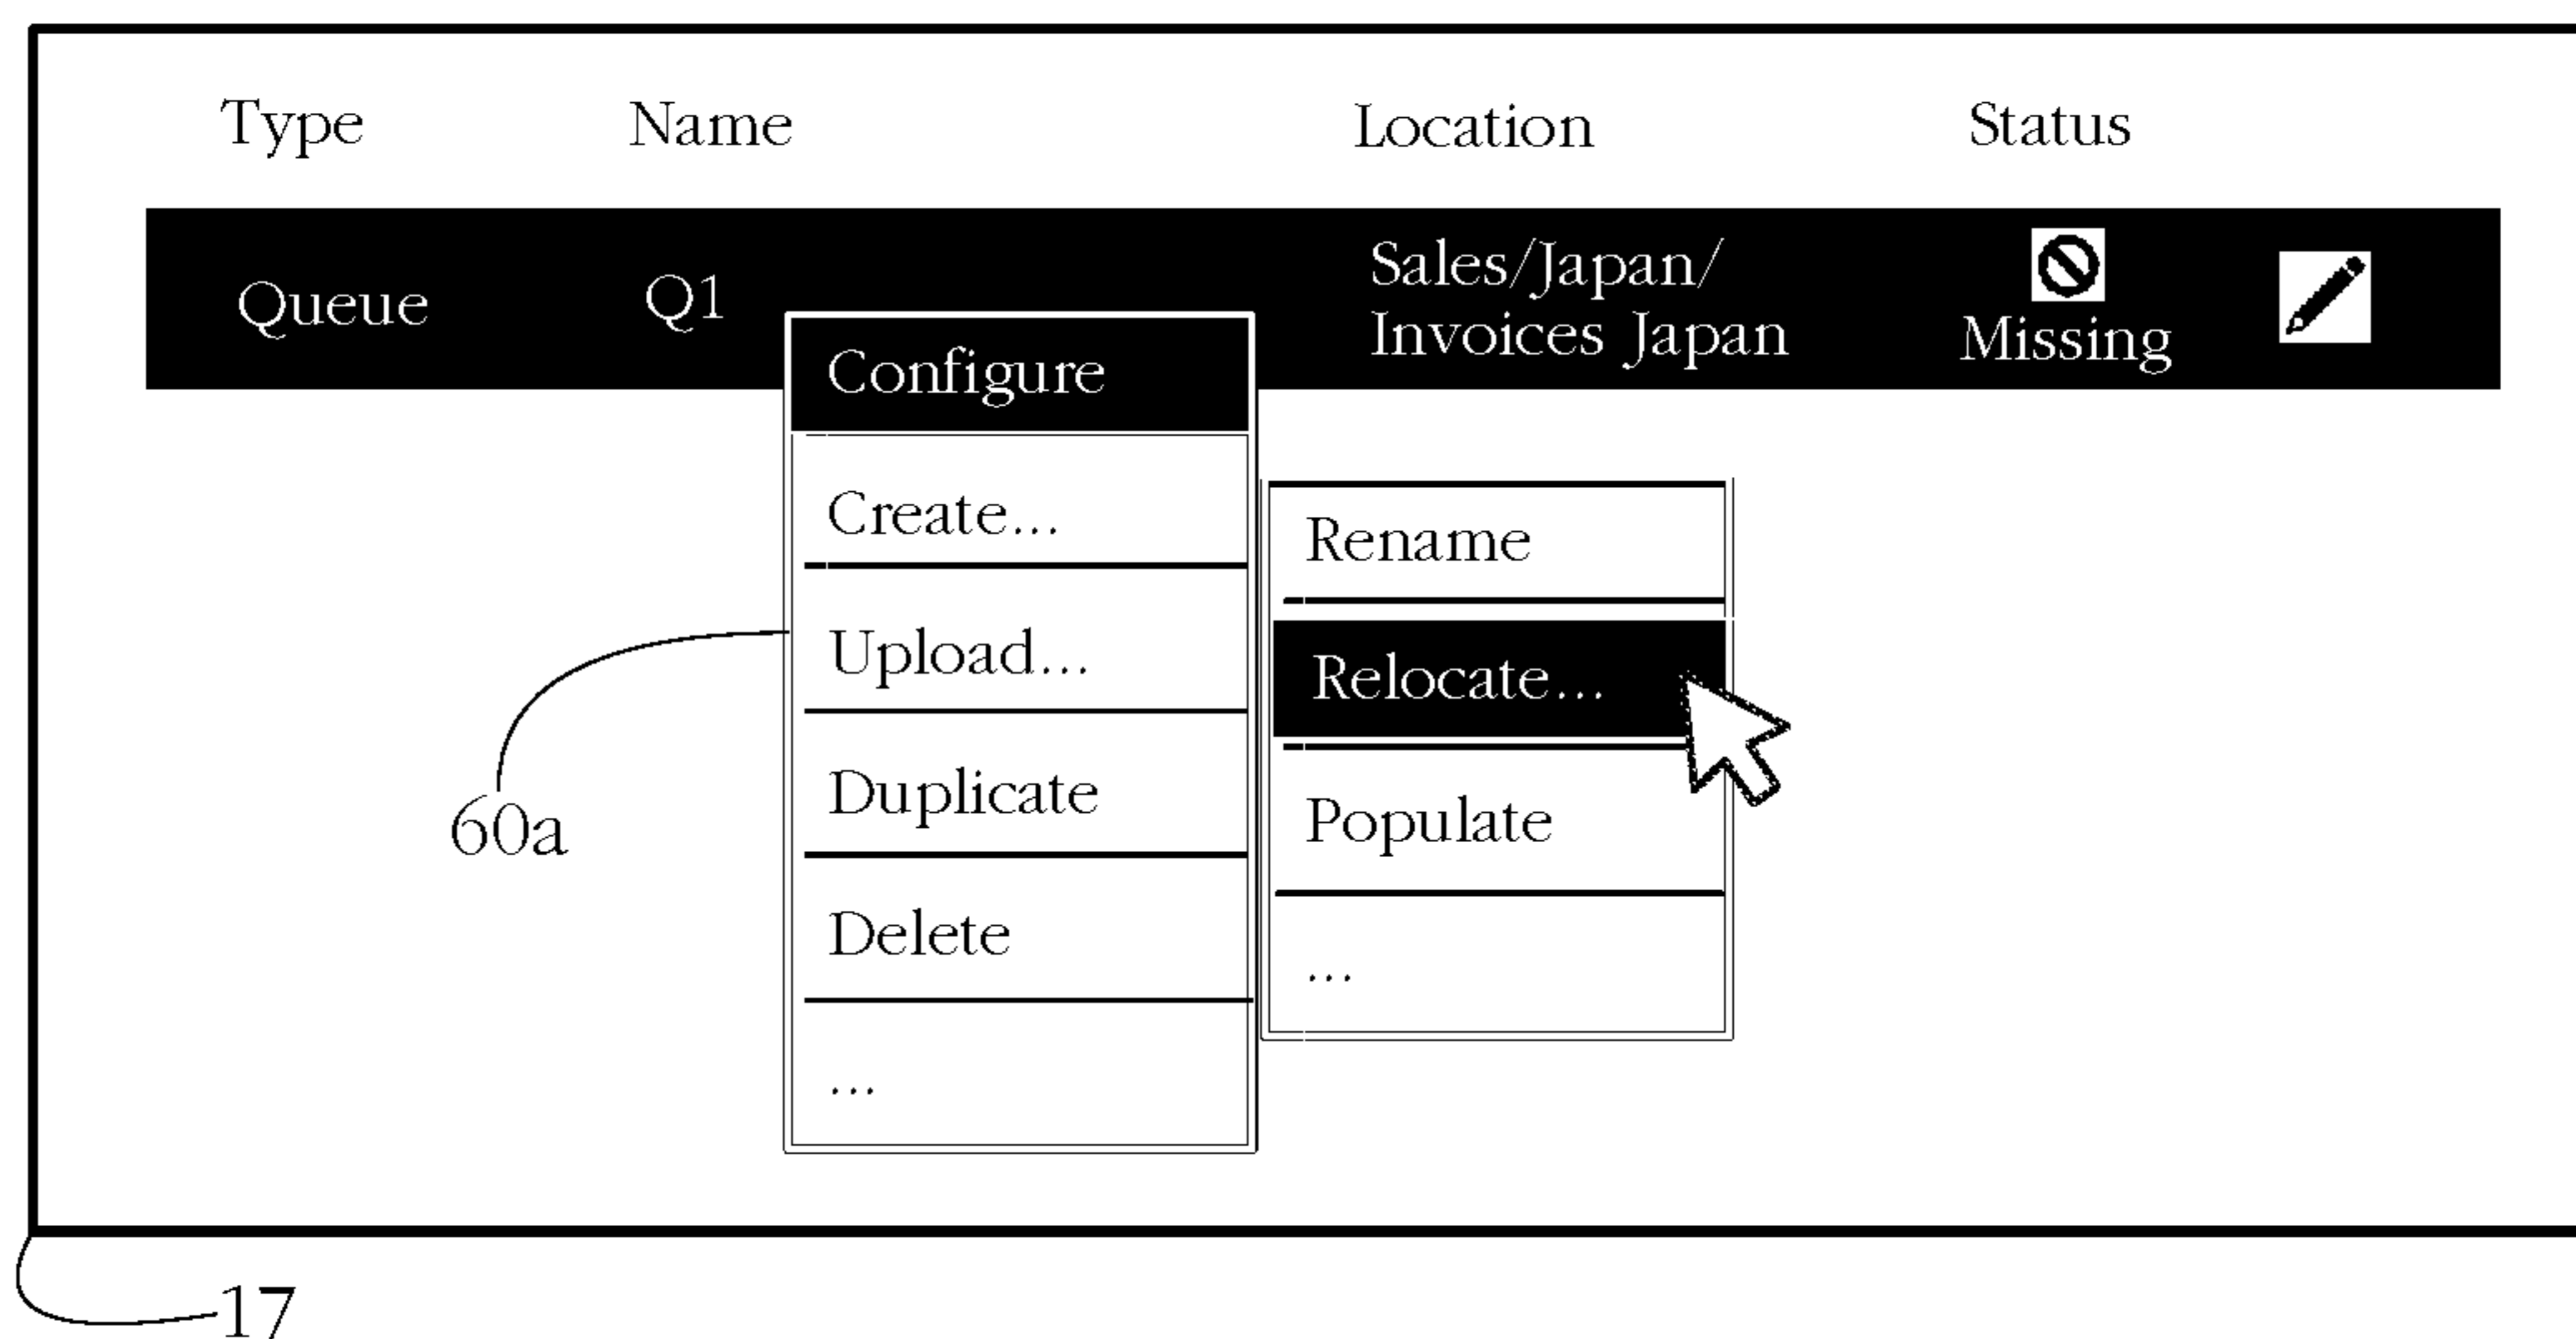 Type Name Location Status
Queue Q1 Sales/Japan/
Invoices Japan Missing
Configure
Create...
Upload...
Duplicate
Delete
...
Rename
Relocate...
Populate
...
60a
17